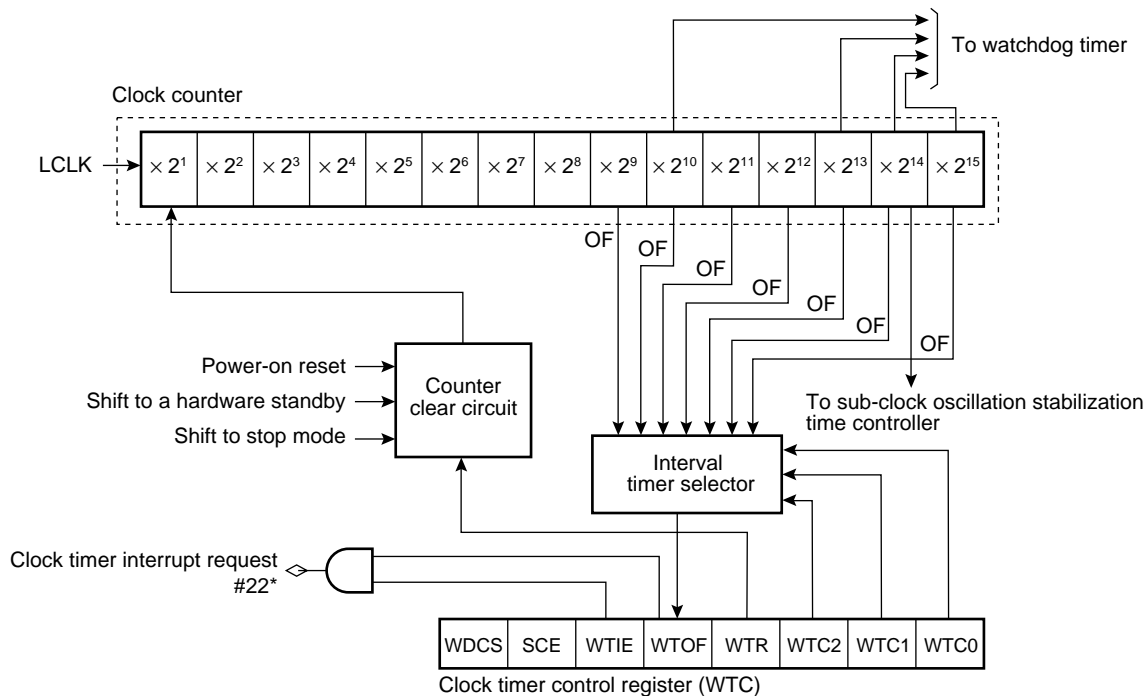 To watchdog timer
Clock counter
LCLK
× 2¹ × 2² × 2³ × 2⁴ × 2⁵ × 2⁶ × 2⁷ × 2⁸ × 2⁹ × 2¹⁰ × 2¹¹ × 2¹² × 2¹³ × 2¹⁴ × 2¹⁵
OF
OF
OF
OF
OF
OF
OF
Power-on reset
Shift to a hardware standby
Shift to stop mode
Counter
clear circuit
To sub-clock oscillation stabilization
time controller
Interval
timer selector
Clock timer interrupt request
#22*
WDCS SCE WTIE WTOF WTR WTC2 WTC1 WTC0
Clock timer control register (WTC)